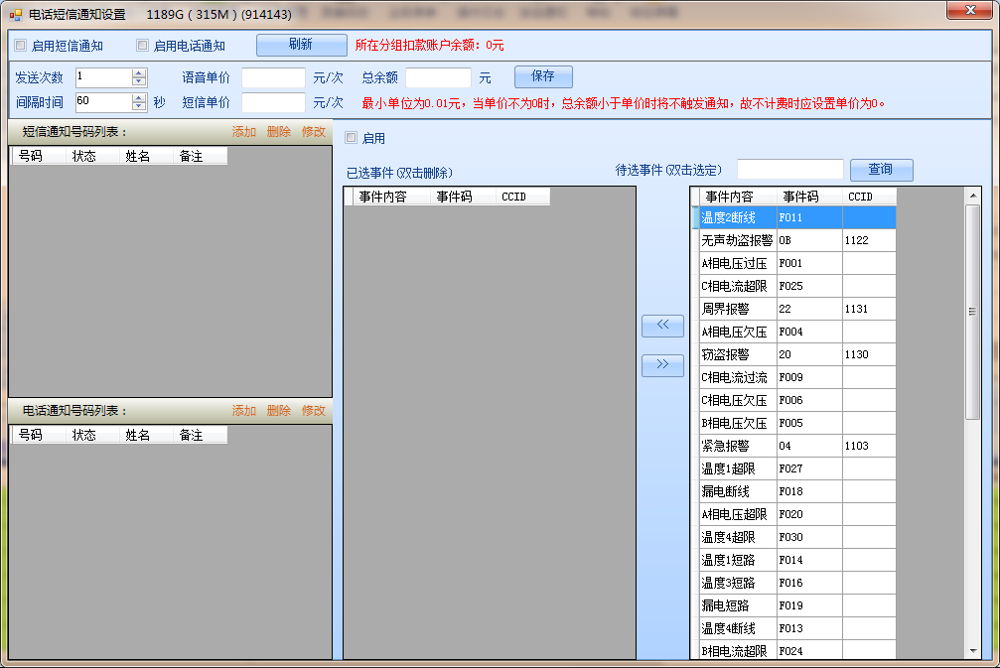 电话短信通知设置 1189G ( 315M ) (914143)
启用短信通知 启用电话通知 刷新 所在分组扣款账户余额：0元
发送次数 1 语音单价 元/次 总余额 元 保存
间隔时间 60 秒 短信单价 元/次 最小单位为0.01元，当单价不为0时，总余额小于单价时将不触发通知，故不计费时应设置单价为0。
短信通知号码列表： 添加 删除 修改
号码 状态 姓名 备注
电话通知号码列表： 添加 删除 修改
号码 状态 姓名 备注
启用
已选事件(双击删除)
事件内容 事件码 CCID
<<
>>
待选事件(双击选定) 查询
事件内容 事件码 CCID
温度2断线 F011
无声劫盗报警 0B 1122
A相电压过压 F001
C相电流超限 F025
周界报警 22 1131
A相电压欠压 F004
窃盗报警 20 1130
C相电流过流 F009
C相电压欠压 F006
B相电压欠压 F005
紧急报警 04 1103
温度1超限 F027
漏电断线 F018
A相电压超限 F020
温度4超限 F030
温度1短路 F014
温度3短路 F016
漏电短路 F019
温度4断线 F013
B相电流超限 F024